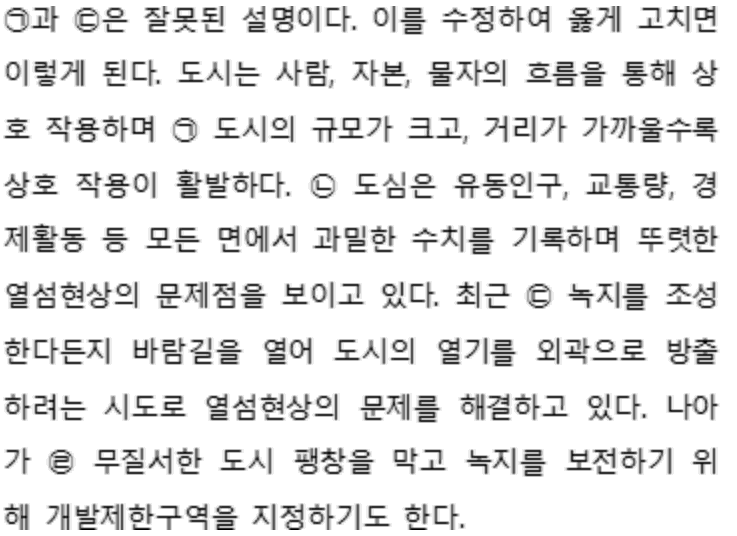 ㉠과 ㉢은 잘못된 설명이다. 이를 수정하여 옳게 고치면
이렇게 된다. 도시는 사람, 자본, 물자의 흐름을 통해 상
호 작용하며 ㉠ 도시의 규모가 크고, 거리가 가까울수록
상호 작용이 활발하다. ㉡ 도심은 유동인구, 교통량, 경
제활동 등 모든 면에서 과밀한 수치를 기록하며 뚜렷한
열섬현상의 문제점을 보이고 있다. 최근 ㉢ 녹지를 조성
한다든지 바람길을 열어 도시의 열기를 외곽으로 방출
하려는 시도로 열섬현상의 문제를 해결하고 있다. 나아
가 ㉣ 무질서한 도시 팽창을 막고 녹지를 보전하기 위
해 개발제한구역을 지정하기도 한다.